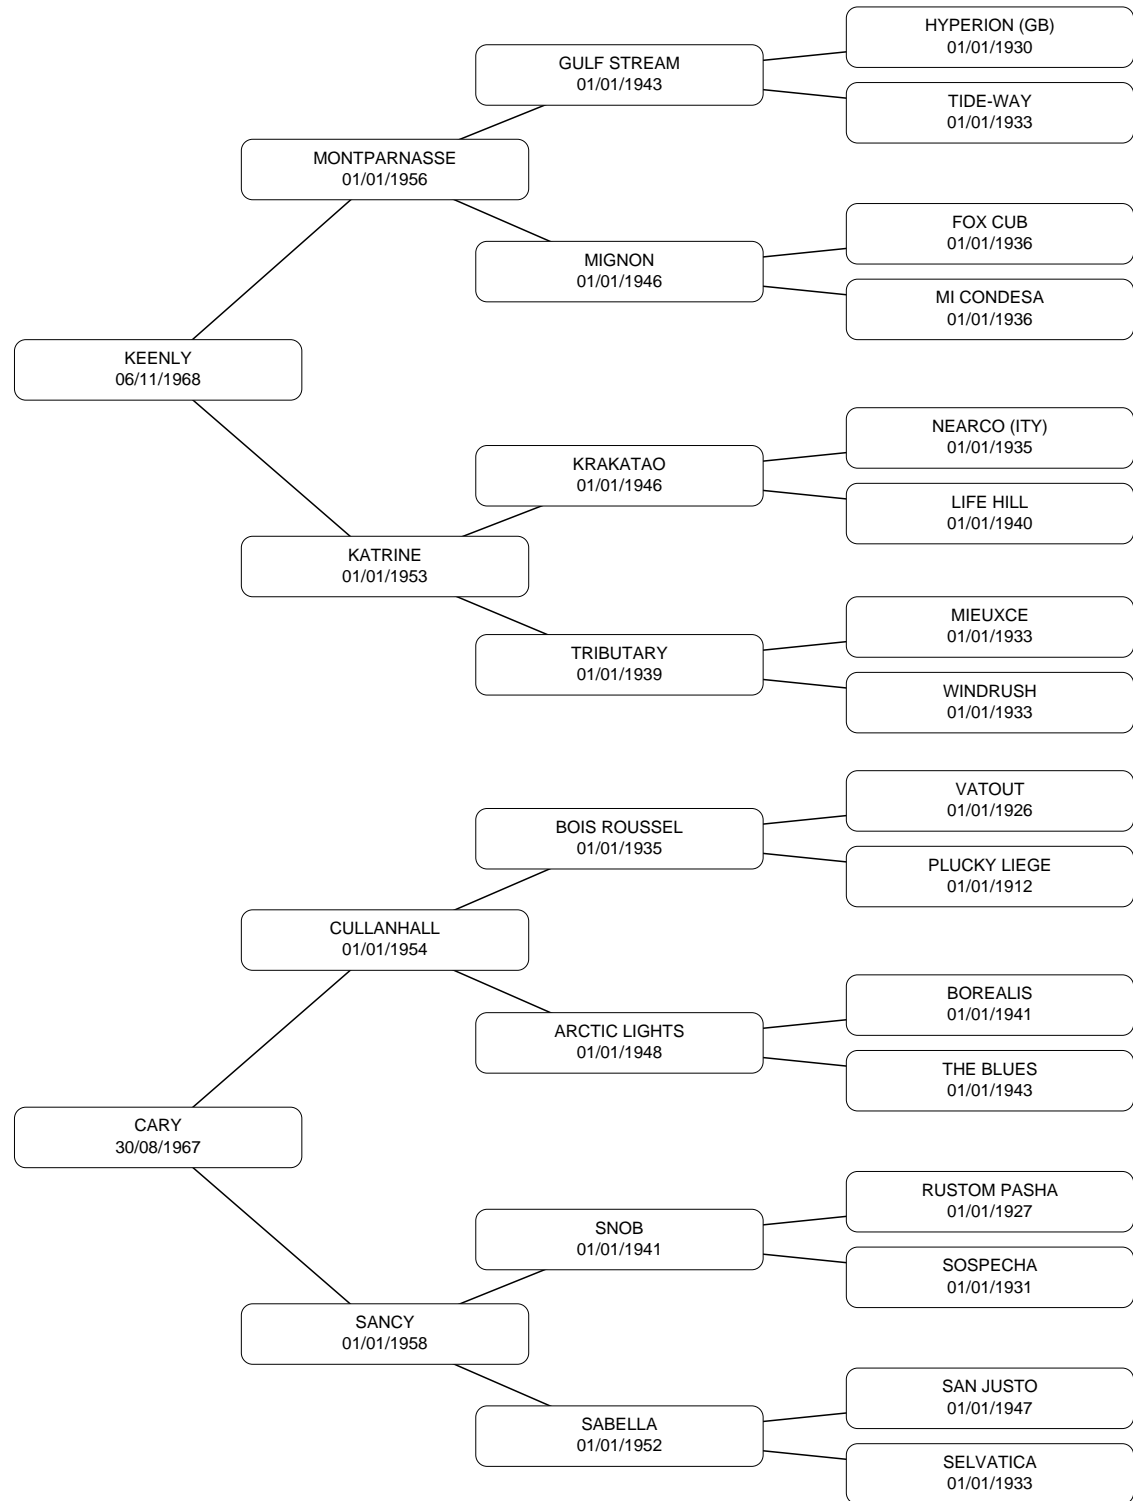 HYPERION (GB)
01/01/1930
GULF STREAM
01/01/1943
TIDE-WAY
01/01/1933
MONTPARNASSE
01/01/1956
FOX CUB
01/01/1936
MIGNON
01/01/1946
MI CONDESA
01/01/1936
KEENLY
06/11/1968
NEARCO (ITY)
01/01/1935
KRAKATAO
01/01/1946
LIFE HILL
01/01/1940
KATRINE
01/01/1953
MIEUXCE
01/01/1933
TRIBUTARY
01/01/1939
WINDRUSH
01/01/1933
VATOUT
01/01/1926
BOIS ROUSSEL
01/01/1935
PLUCKY LIEGE
01/01/1912
CULLANHALL
01/01/1954
BOREALIS
01/01/1941
ARCTIC LIGHTS
01/01/1948
THE BLUES
01/01/1943
CARY
30/08/1967
RUSTOM PASHA
01/01/1927
SNOB
01/01/1941
SOSPECHA
01/01/1931
SANCY
01/01/1958
SAN JUSTO
01/01/1947
SABELLA
01/01/1952
SELVATICA
01/01/1933